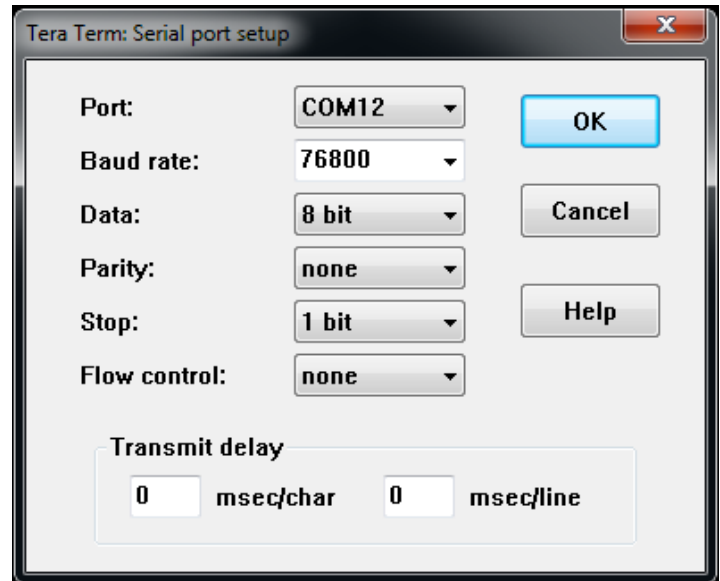 Tera Term: Serial port setup
Port: COM12
OK
Baud rate: 76800
Data: 8 bit
Cancel
Parity: none
Stop: 1 bit
Help
Flow control: none
Transmit delay
0 msec/char 0 msec/line